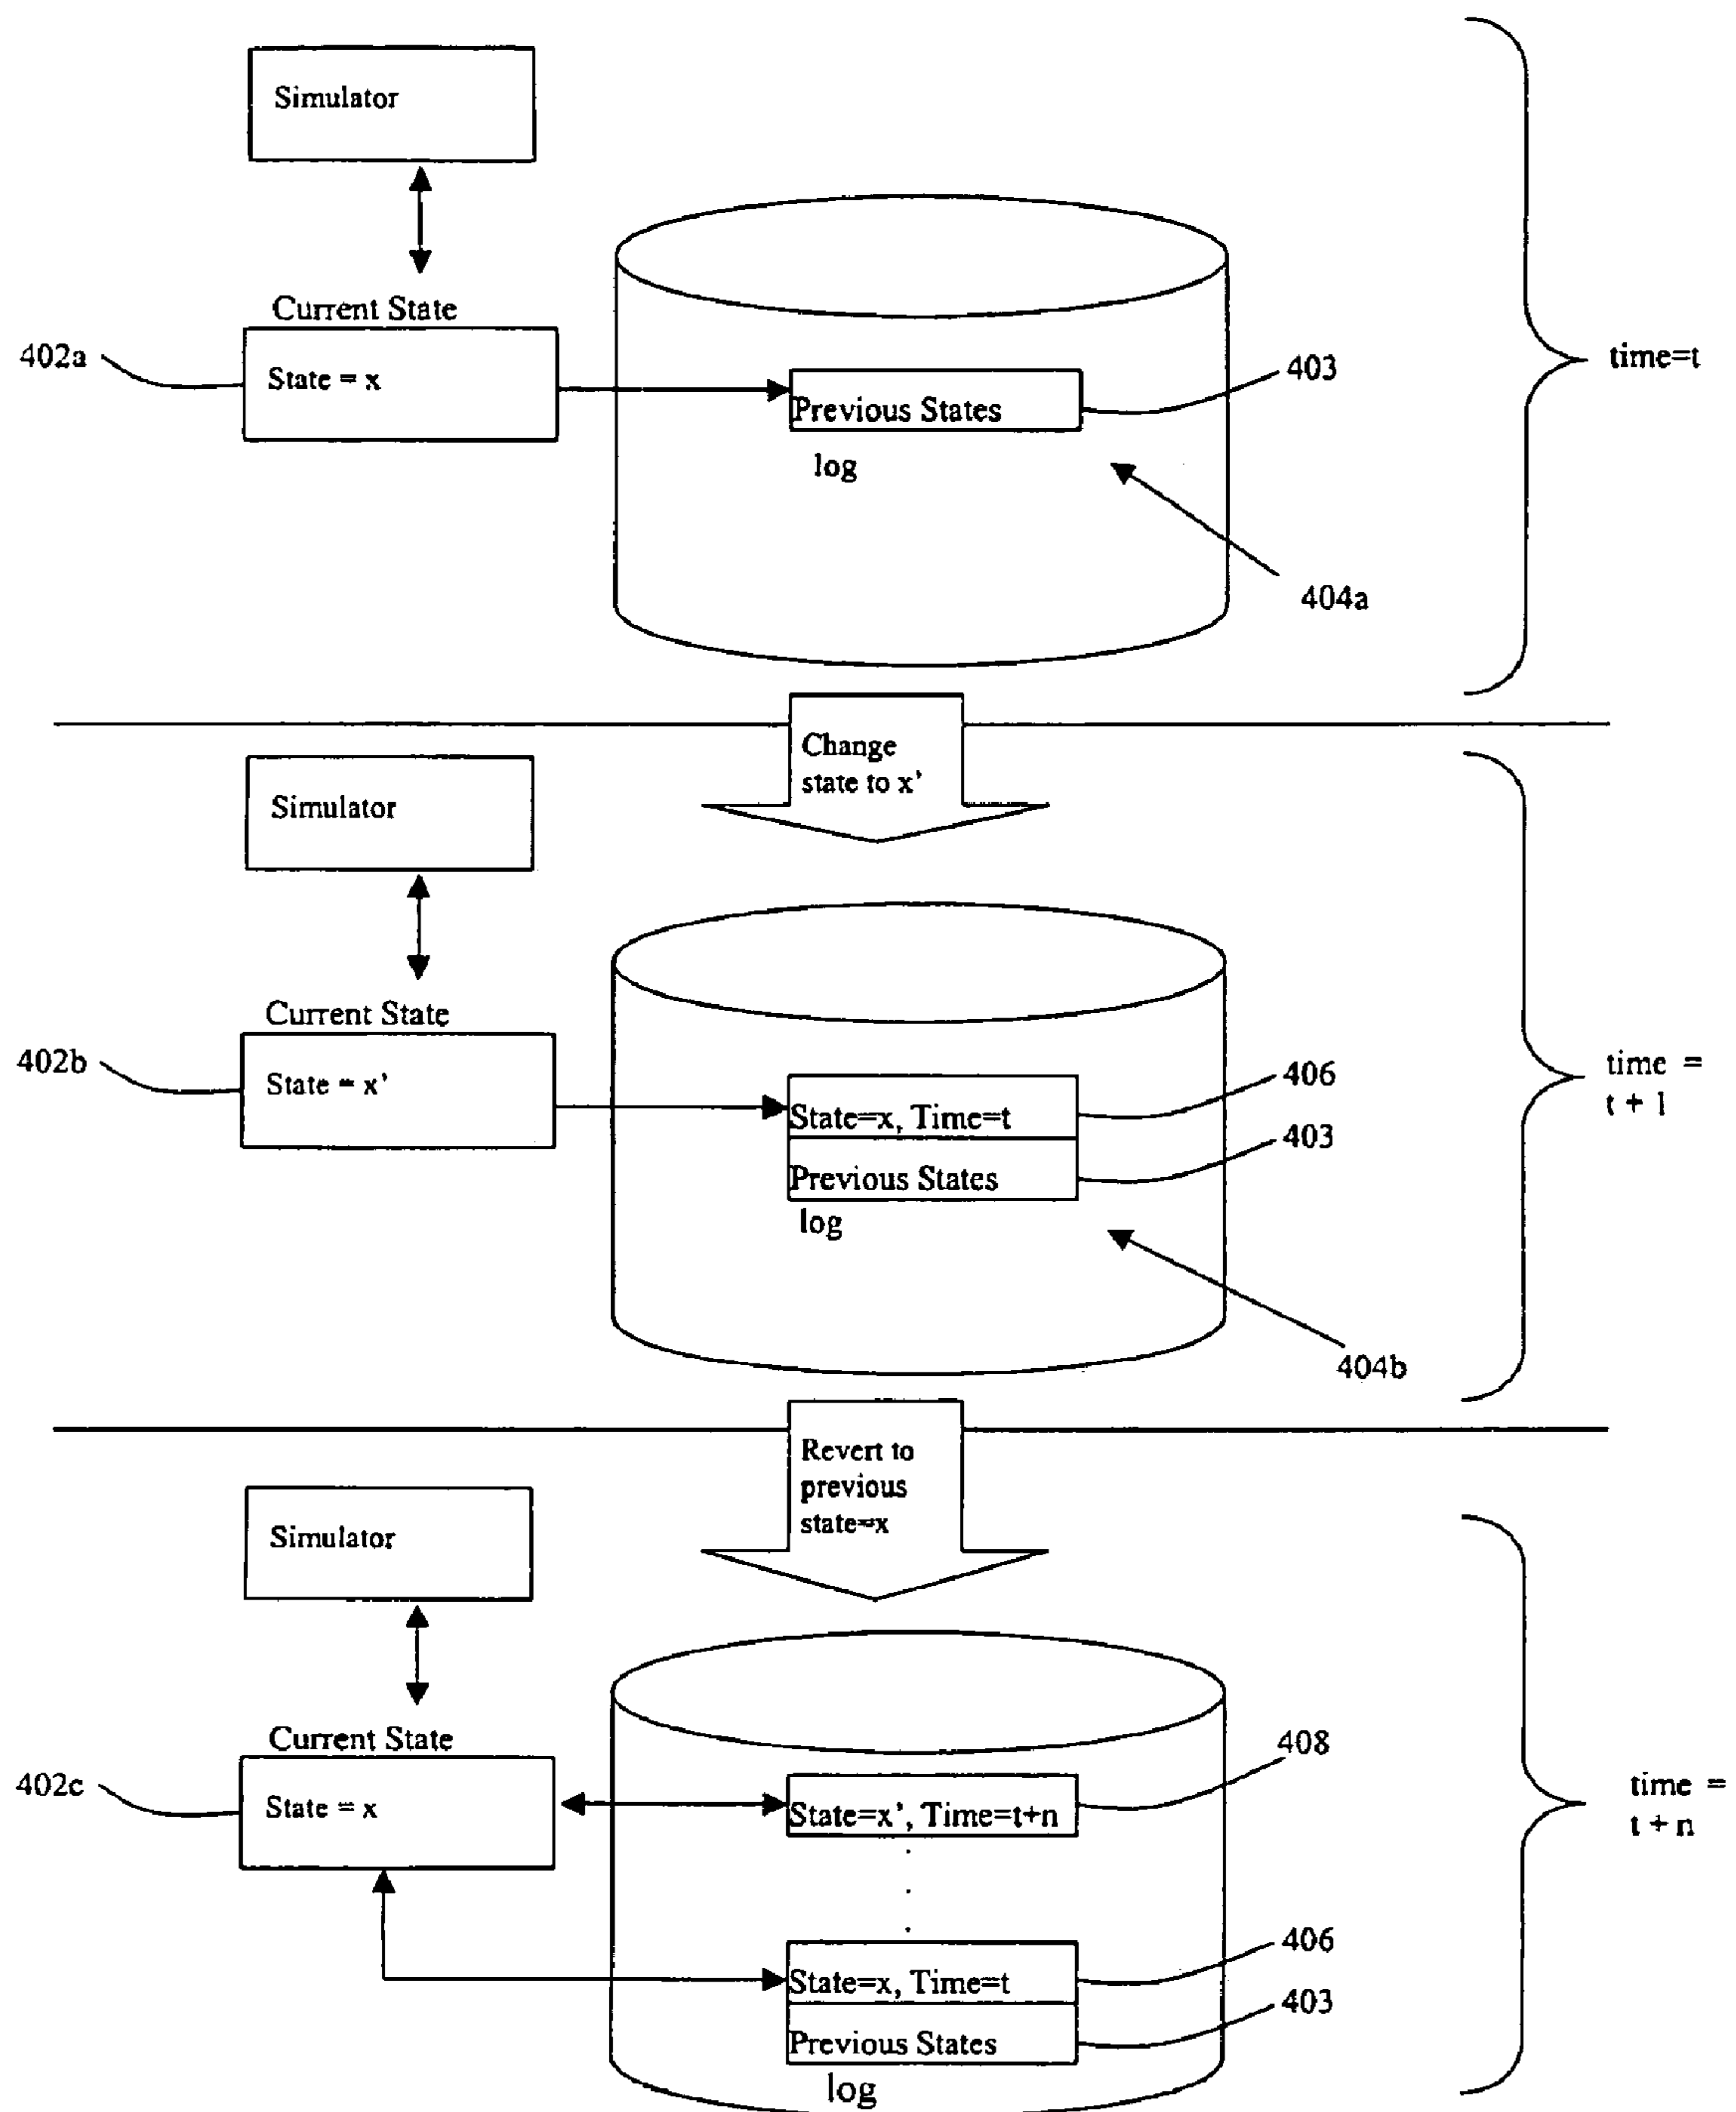 Simulator
Current State
402a
State = x
Previous States
log
403
404a
time=t
Change
state to x'
Simulator
Current State
402b
State = x'
State=x, Time=t
Previous States
log
406
403
404b
time =
t + 1
Revert to
previous
state=x
Simulator
Current State
402c
State = x
State=x', Time=t+n
.
.
.
State=x, Time=t
Previous States
log
408
406
403
time =
t + n